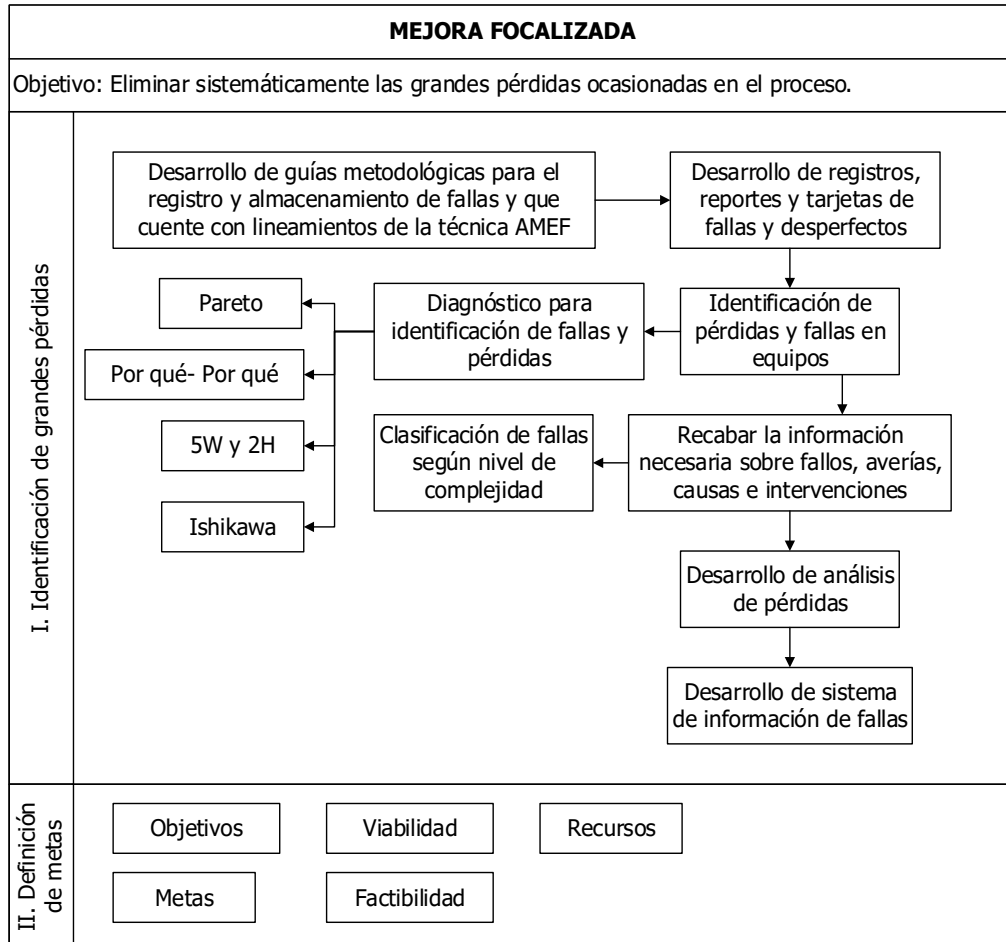 MEJORA FOCALIZADA
Objetivo: Eliminar sistemáticamente las grandes pérdidas ocasionadas en el proceso.
I. Identificación de grandes pérdidas
Desarrollo de guías metodológicas para el
registro y almacenamiento de fallas y que
cuente con lineamientos de la técnica AMEF
Desarrollo de registros,
reportes y tarjetas de
fallas y desperfectos
Pareto
Diagnóstico para
identificación de fallas y
pérdidas
Identificación de
pérdidas y fallas en
equipos
Por qué- Por qué
5W y 2H
Clasificación de fallas
según nivel de
complejidad
Recabar la información
necesaria sobre fallos, averías,
causas e intervenciones
Ishikawa
Desarrollo de análisis
de pérdidas
Desarrollo de sistema
de información de fallas
II. Definición
de metas
Objetivos
Viabilidad
Recursos
Metas
Factibilidad